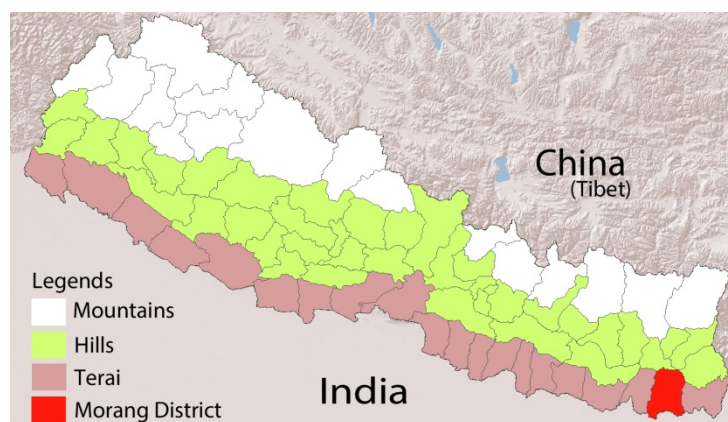 China
(Tibet)
Legends
Mountains
Hills
Terai
India
Morang District